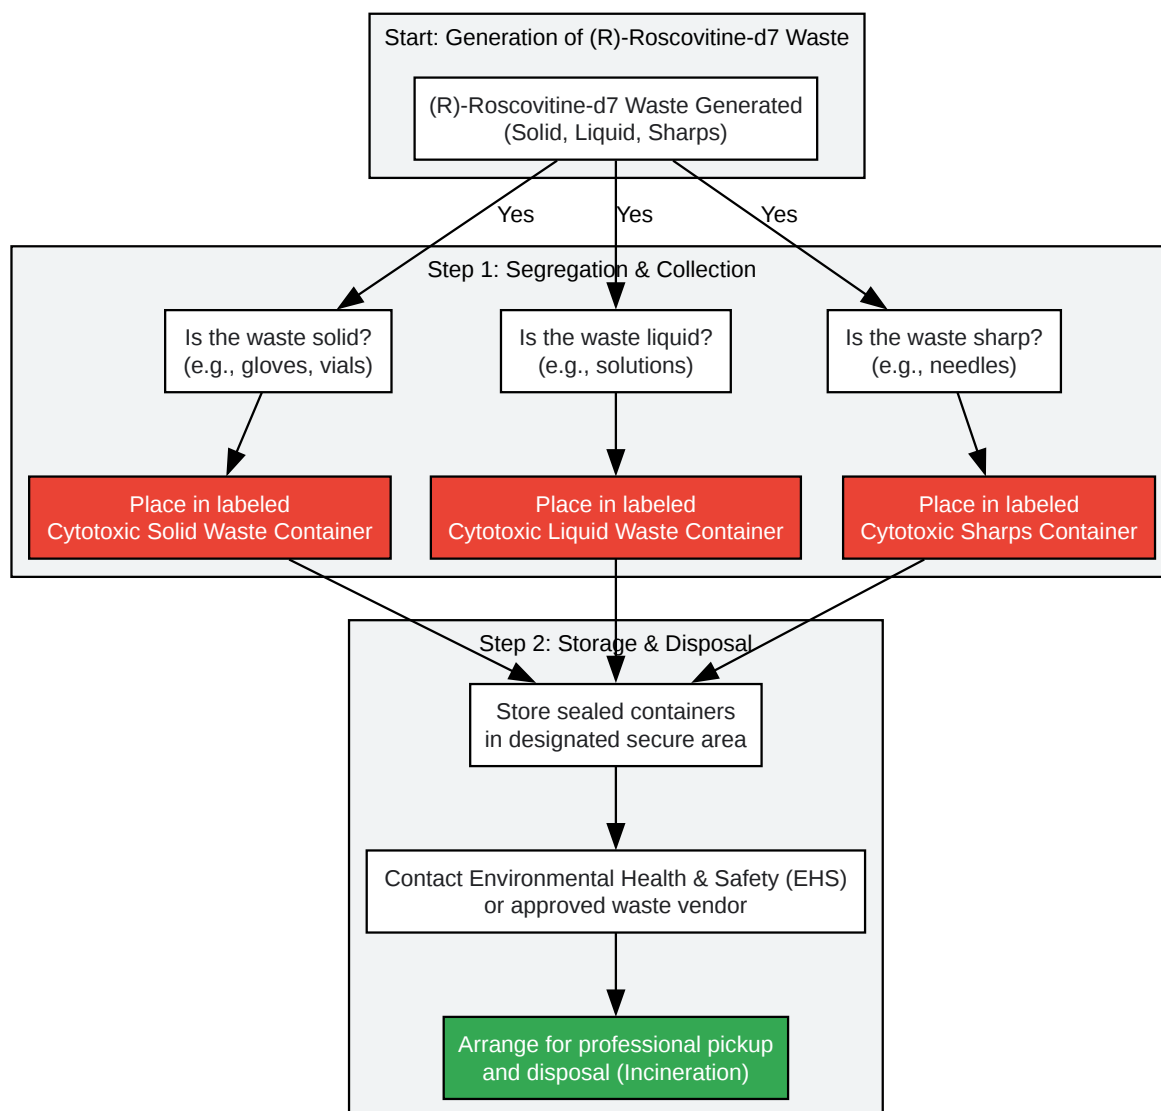 Start: Generation of (R)-Roscovitine-d7 Waste
(R)-Roscovitine-d7 Waste Generated
(Solid, Liquid, Sharps)
Yes
Yes
Yes
Step 1: Segregation & Collection
Is the waste solid?
(e.g., gloves, vials)
Is the waste liquid?
(e.g., solutions)
Is the waste sharp?
(e.g., needles)
Place in labeled
Cytotoxic Solid Waste Container
Place in labeled
Cytotoxic Liquid Waste Container
Place in labeled
Cytotoxic Sharps Container
Step 2: Storage & Disposal
Store sealed containers
in designated secure area
Contact Environmental Health & Safety (EHS)
or approved waste vendor
Arrange for professional pickup
and disposal (Incineration)